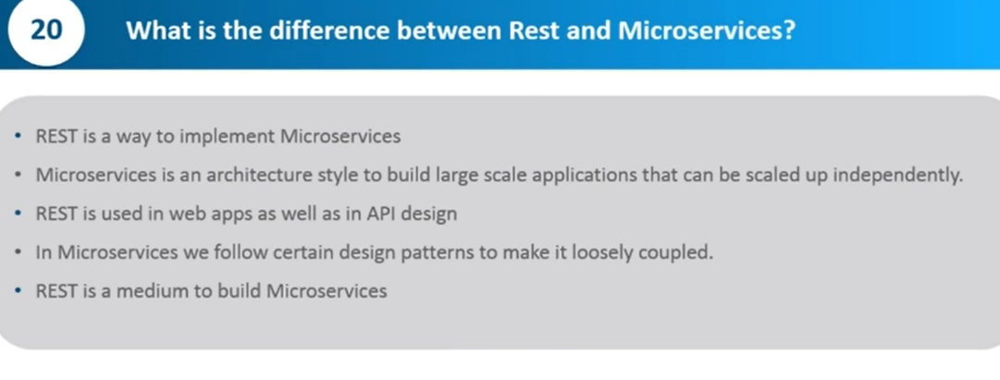 20
What is the difference between Rest and Microservices?
• REST is a way to implement Microservices
• Microservices is an architecture style to build large scale applications that can be scaled up independently.
• REST is used in web apps as well as in API design
• In Microservices we follow certain design patterns to make it loosely coupled.
• REST is a medium to build Microservices